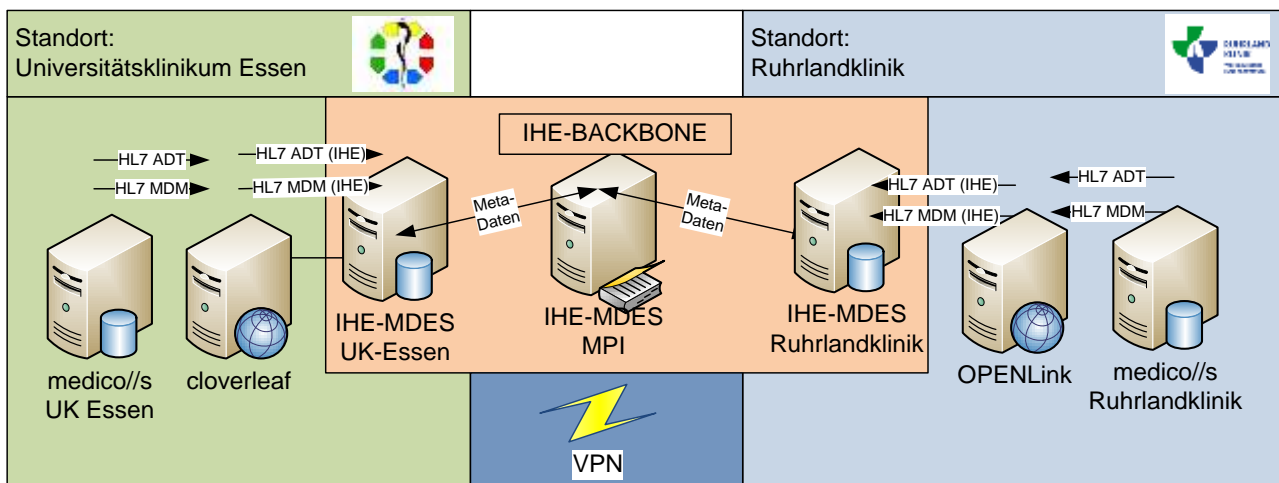 Standort:
Universitätsklinikum Essen
Standort:
Ruhrlandklinik
RUHRLAND
KLINIK
IHE-BACKBONE
HL7 ADT
HL7 MDM
HL7 ADT (IHE)
HL7 MDM (IHE)
Meta-
Daten
Meta-
Daten
HL7 ADT (IHE)
HL7 MDM (IHE)
HL7 ADT
HL7 MDM
medico//s
UK Essen
cloverleaf
IHE-MDES
UK-Essen
IHE-MDES
MPI
IHE-MDES
Ruhrlandklinik
OPENLink
medico//s
Ruhrlandklinik
VPN